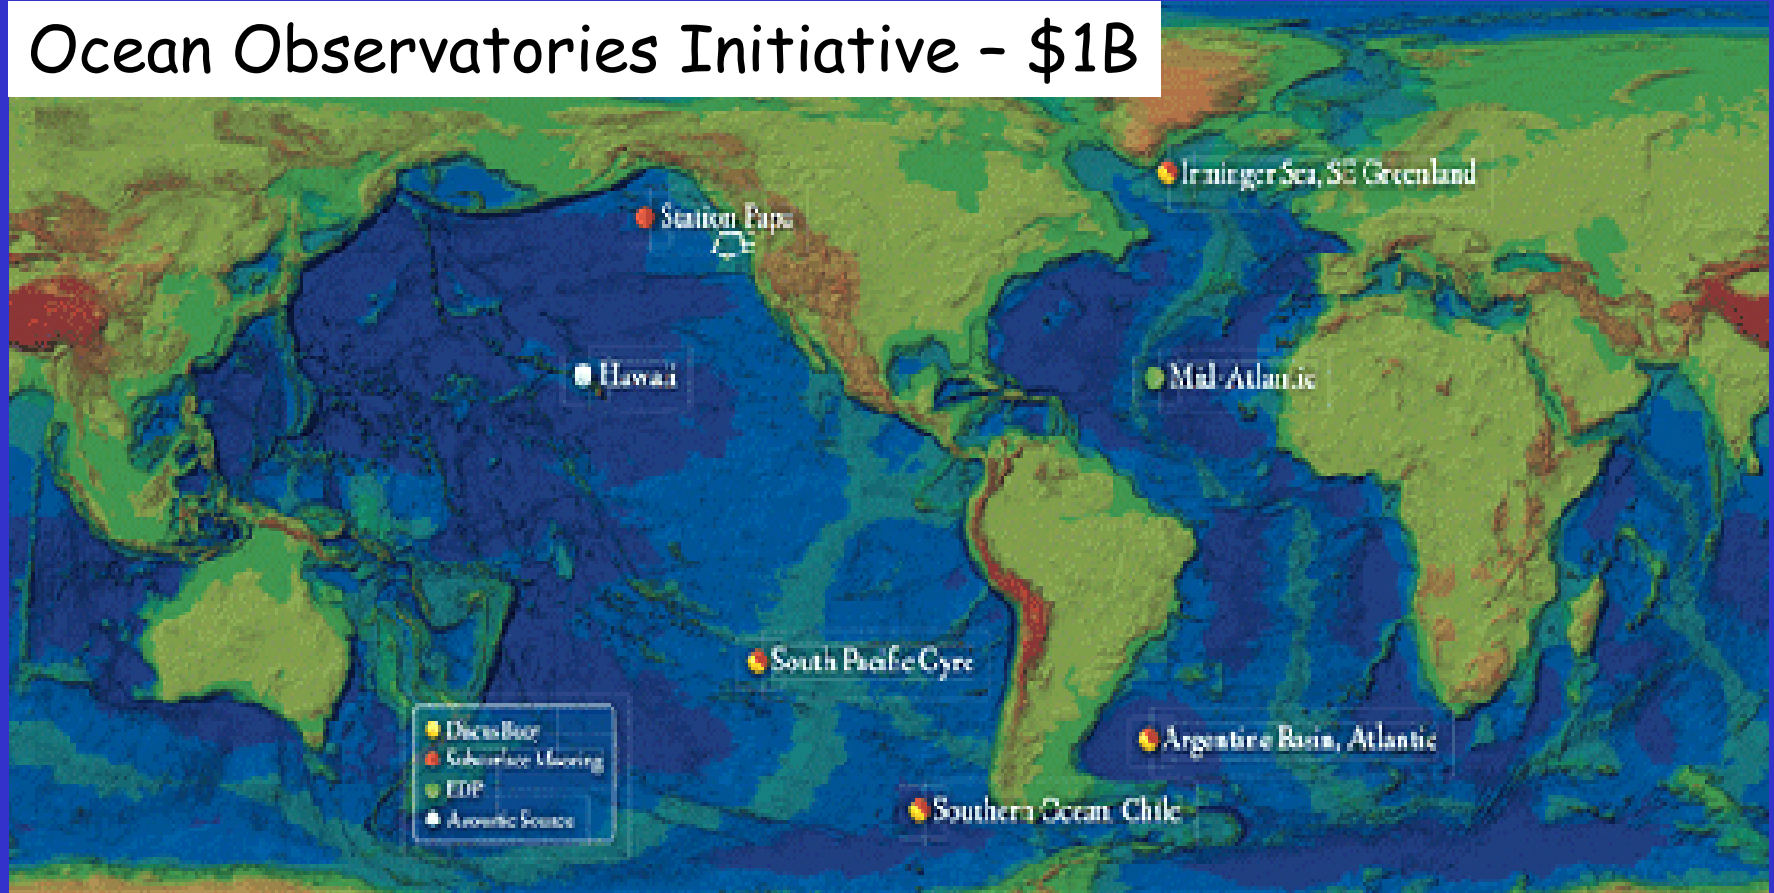 Ocean Observatories Initiative – $1B
Irminger Sea, SE Greenland
Station Papa
Hawaii
Mid-Atlantic
South Pacific Gyre
Argentine Basin, Atlantic
Southern Ocean Chile
Discus Buoy
Subsurface Mooring
EDP
Acoustic Source